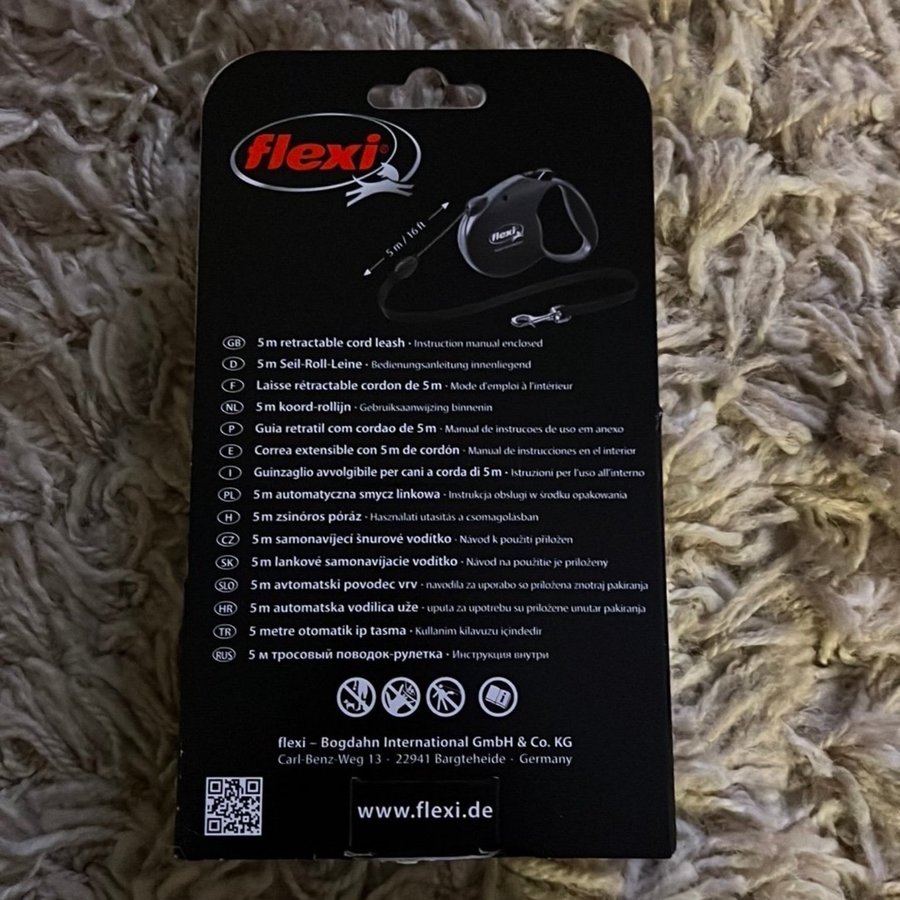 flexi®
5 m / 16 ft
flexi
GB 5 m retractable cord leash · Instruction manual enclosed
D 5 m Seil-Roll-Leine · Bedienungsanleitung innenliegend
F Laisse rétractable cordon de 5 m · Mode d'emploi à l'intérieur
NL 5 m koord-rollijn · Gebruiksaanwijzing binnenin
P Guia retratil com cordao de 5 m · Manual de instrucoes de uso em anexo
E Correa extensible con 5 m de cordón · Manual de instrucciones en el interior
I Guinzaglio avvolgibile per cani a corda di 5 m · Istruzioni per l'uso all'interno
PL 5 m automatyczna smycz linkowa · Instrukcja obsługi w środku opakowania
H 5 m zsinóros póráz · Használati utasítás a csomagolásban
CZ 5 m samonavíjecí šnurové vodítko · Návod k použití přiložen
SK 5 m lankové samonavíjacie vodítko · Návod na použitie je priložený
SLO 5 m avtomatski povodec vrv · navodila za uporabo so priložena znotraj pakiranja
HR 5 m automatska vodilica uže · uputa za upotrebu su priložene unutar pakiranja
TR 5 metre otomatik ip tasma · Kullanim kilavuzu içindedir
RUS 5 м тросовый поводок-рулетка · Инструкция внутри
flexi – Bogdahn International GmbH & Co. KG
Carl-Benz-Weg 13 · 22941 Bargteheide · Germany
www.flexi.de